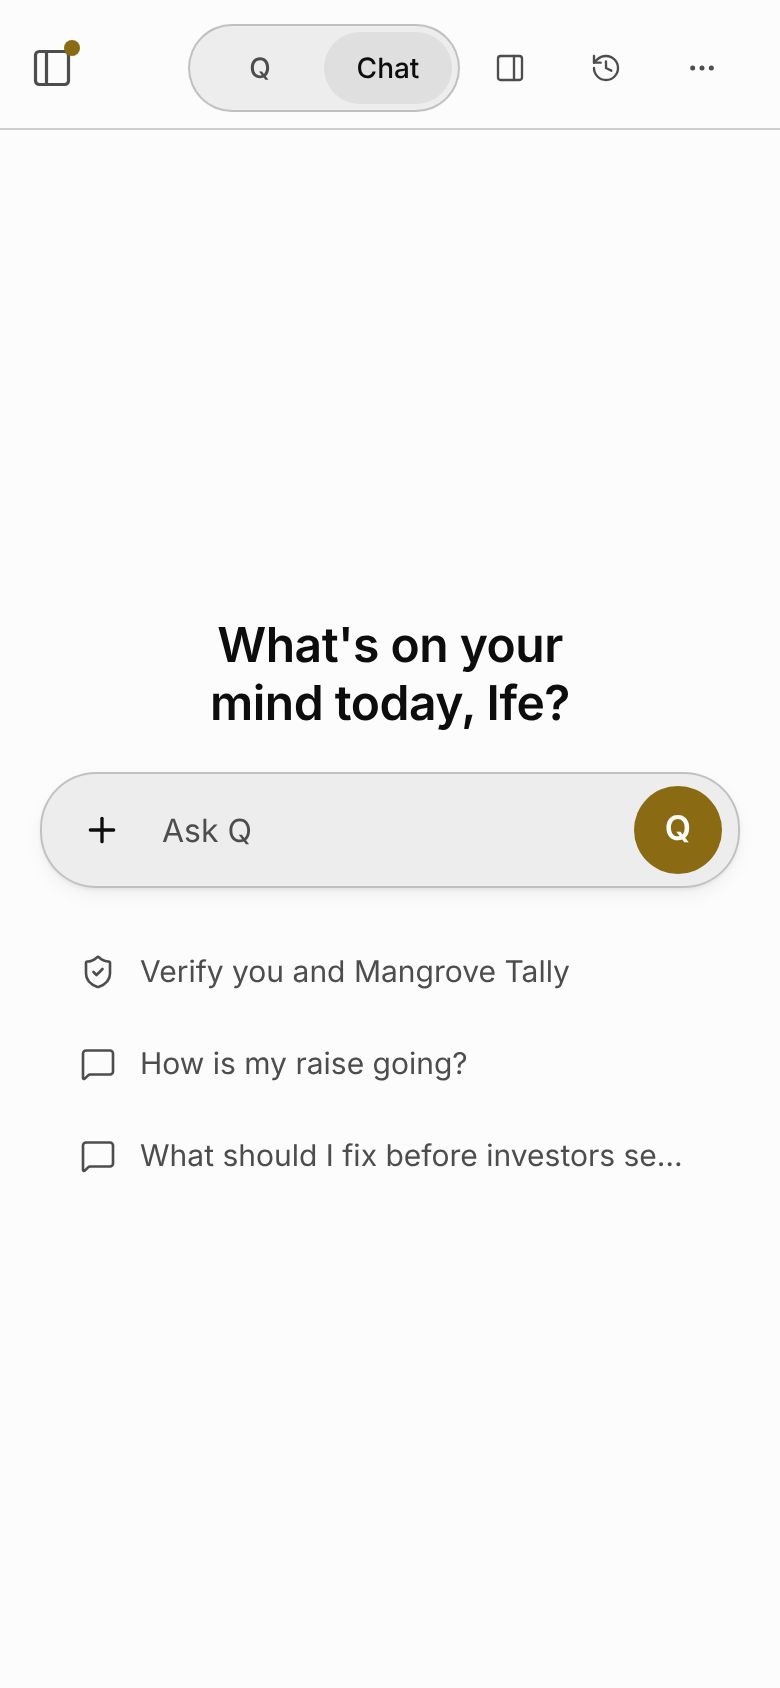 Q
Chat
What's on your
mind today, Ife?
Ask Q
Q
Verify you and Mangrove Tally
How is my raise going?
What should I fix before investors se...